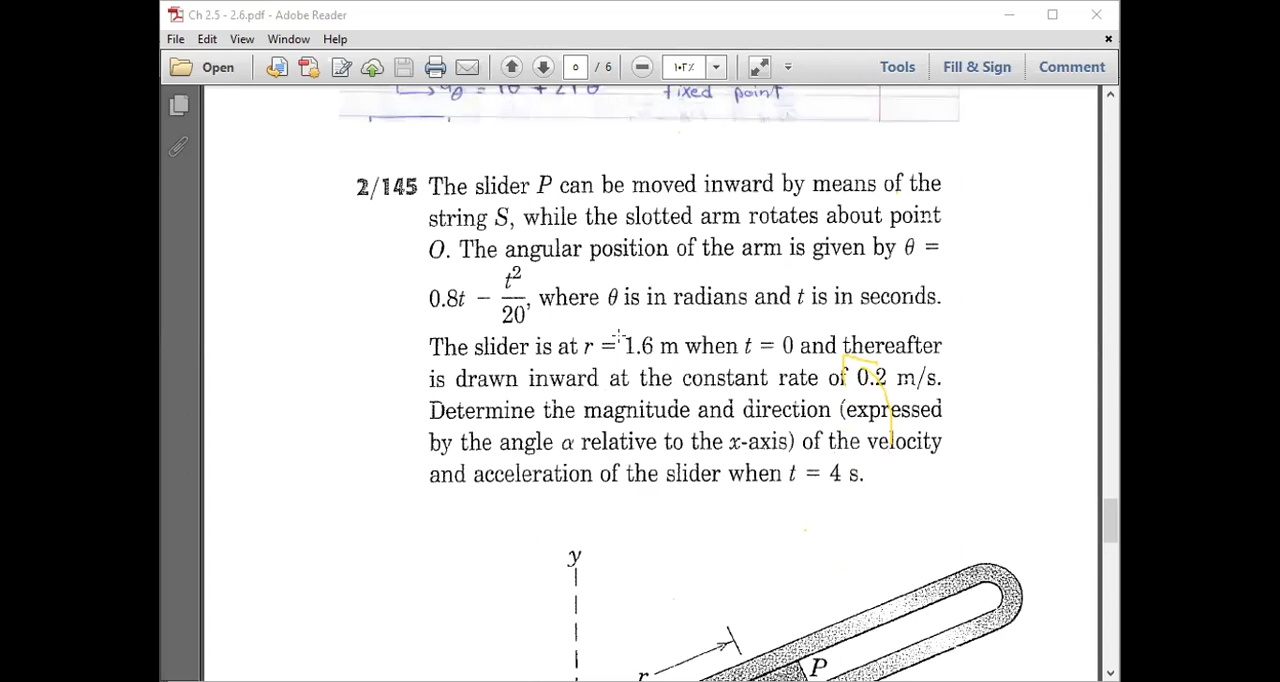 Ch 2.5 - 2.6.pdf - Adobe Reader
File Edit View Window Help
Open / 6 Tools Fill & Sign Comment
fixed point
2/145 The slider P can be moved inward by means of the
string S, while the slotted arm rotates about point
O. The angular position of the arm is given by θ =
0.8t − t²/20, where θ is in radians and t is in seconds.
The slider is at r = 1.6 m when t = 0 and thereafter
is drawn inward at the constant rate of 0.2 m/s.
Determine the magnitude and direction (expressed
by the angle α relative to the x-axis) of the velocity
and acceleration of the slider when t = 4 s.
y
P
r